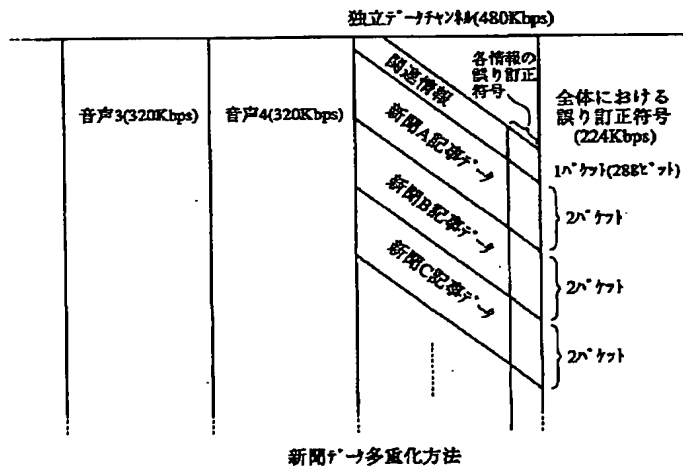 独立ﾃﾞｰﾀﾁｬﾝﾈﾙ(480Kbps)
各情報の
誤り訂正
符号
関連情報
音声3(320Kbps)
音声4(320Kbps)
全体における
誤り訂正符号
(224Kbps)
新聞A記事ﾃﾞｰﾀ
1ﾊﾟｹｯﾄ(288ﾋﾞｯﾄ)
2ﾊﾟｹｯﾄ
新聞B記事ﾃﾞｰﾀ
2ﾊﾟｹｯﾄ
新聞C記事ﾃﾞｰﾀ
2ﾊﾟｹｯﾄ
新聞ﾃﾞｰﾀ多重化方法